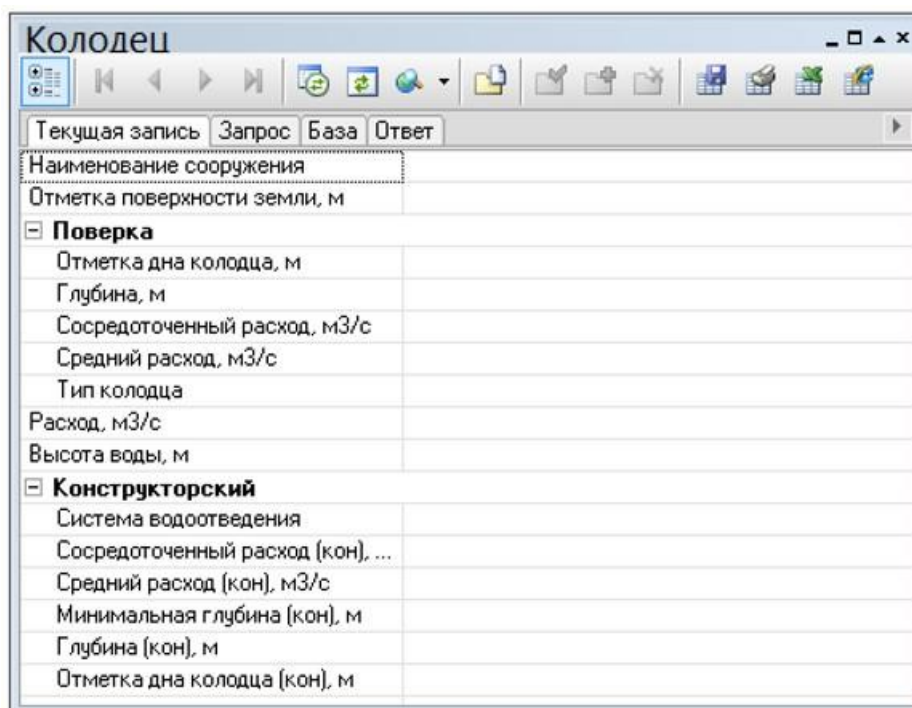 Колодец
Текущая запись Запрос База Ответ
Наименование сооружения
Отметка поверхности земли, м
Поверка
Отметка дна колодца, м
Глубина, м
Сосредоточенный расход, м3/с
Средний расход, м3/с
Тип колодца
Расход, м3/с
Высота воды, м
Конструкторский
Система водоотведения
Сосредоточенный расход (кон), ...
Средний расход (кон), м3/с
Минимальная глубина (кон), м
Глубина (кон), м
Отметка дна колодца (кон), м